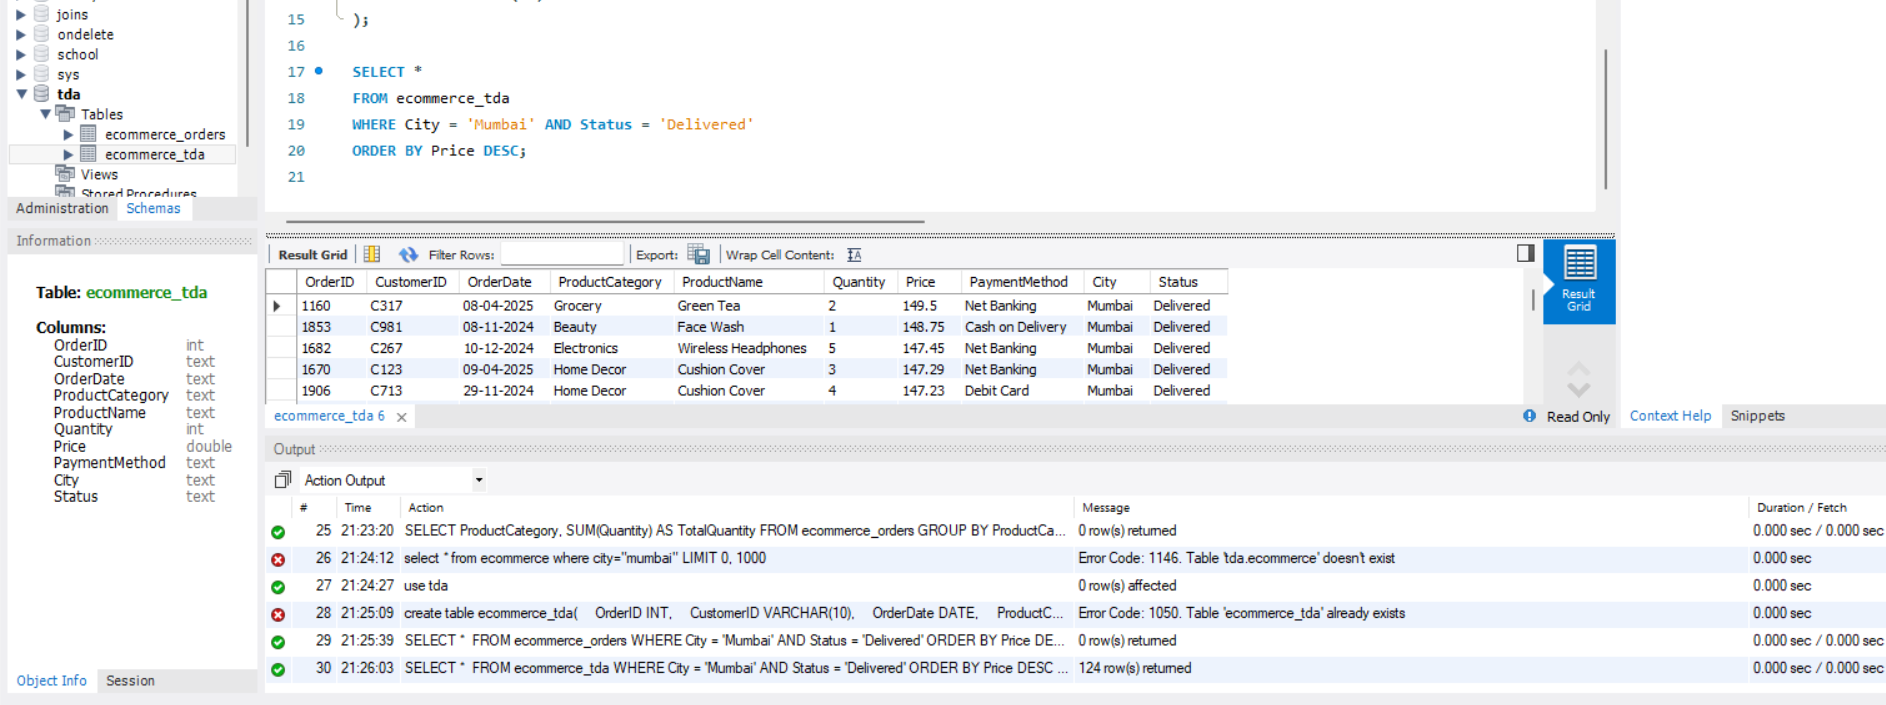 joins
ondelete
school
sys
tda
Tables
ecommerce_orders
ecommerce_tda
Views
Stored Procedures
Administration Schemas
Information
Table: ecommerce_tda
Columns:
OrderID int
CustomerID text
OrderDate text
ProductCategory text
ProductName text
Quantity int
Price double
PaymentMethod text
City text
Status text
Object Info Session
15 );
16
17 SELECT *
18 FROM ecommerce_tda
19 WHERE City = 'Mumbai' AND Status = 'Delivered'
20 ORDER BY Price DESC;
21
Result Grid Filter Rows: Export: Wrap Cell Content:
OrderID CustomerID OrderDate ProductCategory ProductName Quantity Price PaymentMethod City Status
1160 C317 08-04-2025 Grocery Green Tea 2 149.5 Net Banking Mumbai Delivered
1853 C981 08-11-2024 Beauty Face Wash 1 148.75 Cash on Delivery Mumbai Delivered
1682 C267 10-12-2024 Electronics Wireless Headphones 5 147.45 Net Banking Mumbai Delivered
1670 C123 09-04-2025 Home Decor Cushion Cover 3 147.29 Net Banking Mumbai Delivered
1906 C713 29-11-2024 Home Decor Cushion Cover 4 147.23 Debit Card Mumbai Delivered
Result
Grid
ecommerce_tda 6 Read Only
Context Help Snippets
Output
Action Output
# Time Action Message Duration / Fetch
25 21:23:20 SELECT ProductCategory, SUM(Quantity) AS TotalQuantity FROM ecommerce_orders GROUP BY ProductCa... 0 row(s) returned 0.000 sec / 0.000 sec
26 21:24:12 select * from ecommerce where city="mumbai" LIMIT 0, 1000 Error Code: 1146. Table 'tda.ecommerce' doesn't exist 0.000 sec
27 21:24:27 use tda 0 row(s) affected 0.000 sec
28 21:25:09 create table ecommerce_tda( OrderID INT, CustomerID VARCHAR(10), OrderDate DATE, ProductC... Error Code: 1050. Table 'ecommerce_tda' already exists 0.000 sec
29 21:25:39 SELECT * FROM ecommerce_orders WHERE City = 'Mumbai' AND Status = 'Delivered' ORDER BY Price DE... 0 row(s) returned 0.000 sec / 0.000 sec
30 21:26:03 SELECT * FROM ecommerce_tda WHERE City = 'Mumbai' AND Status = 'Delivered' ORDER BY Price DESC ... 124 row(s) returned 0.000 sec / 0.000 sec